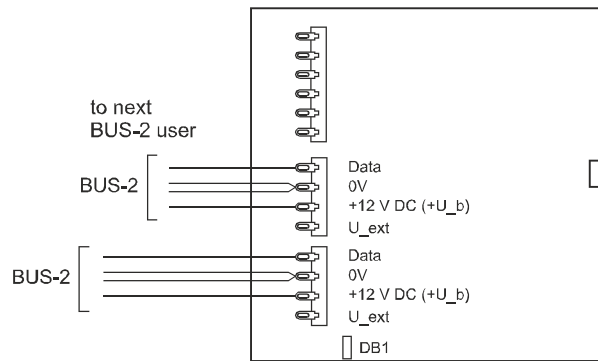 to next
BUS-2 user
BUS-2
Data
0V
+12 V DC (+U_b)
U_ext
BUS-2
Data
0V
+12 V DC (+U_b)
U_ext
DB1